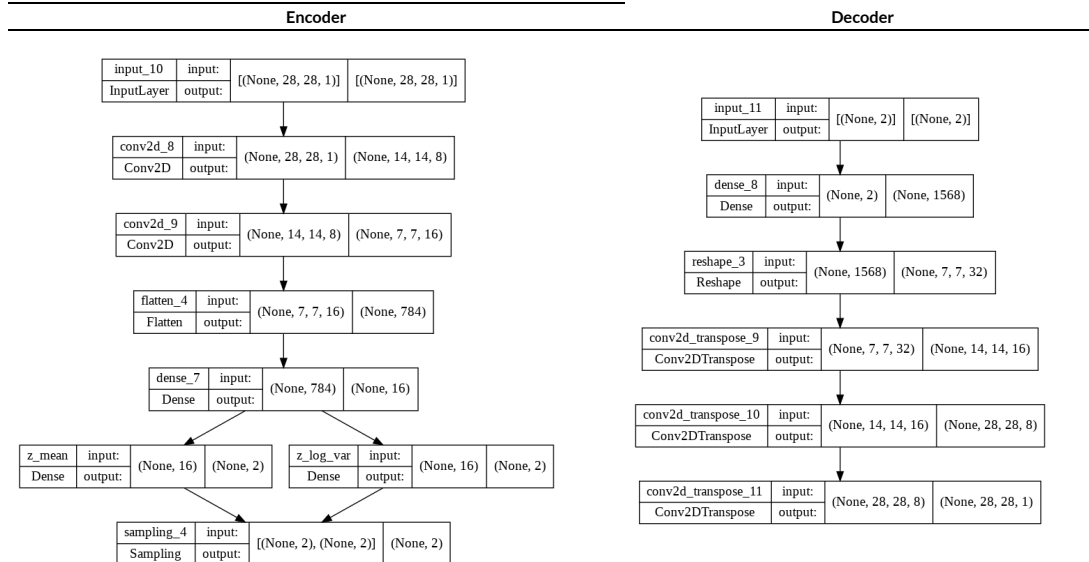 Encoder
Decoder
input_10 input: [(None, 28, 28, 1)] [(None, 28, 28, 1)]
InputLayer output:
conv2d_8 input: (None, 28, 28, 1) (None, 14, 14, 8)
Conv2D output:
conv2d_9 input: (None, 14, 14, 8) (None, 7, 7, 16)
Conv2D output:
flatten_4 input: (None, 7, 7, 16) (None, 784)
Flatten output:
dense_7 input: (None, 784) (None, 16)
Dense output:
z_mean input: (None, 16) (None, 2)
Dense output:
z_log_var input: (None, 16) (None, 2)
Dense output:
sampling_4 input: [(None, 2), (None, 2)] (None, 2)
Sampling output:
input_11 input: [(None, 2)] [(None, 2)]
InputLayer output:
dense_8 input: (None, 2) (None, 1568)
Dense output:
reshape_3 input: (None, 1568) (None, 7, 7, 32)
Reshape output:
conv2d_transpose_9 input: (None, 7, 7, 32) (None, 14, 14, 16)
Conv2DTranspose output:
conv2d_transpose_10 input: (None, 14, 14, 16) (None, 28, 28, 8)
Conv2DTranspose output:
conv2d_transpose_11 input: (None, 28, 28, 8) (None, 28, 28, 1)
Conv2DTranspose output: